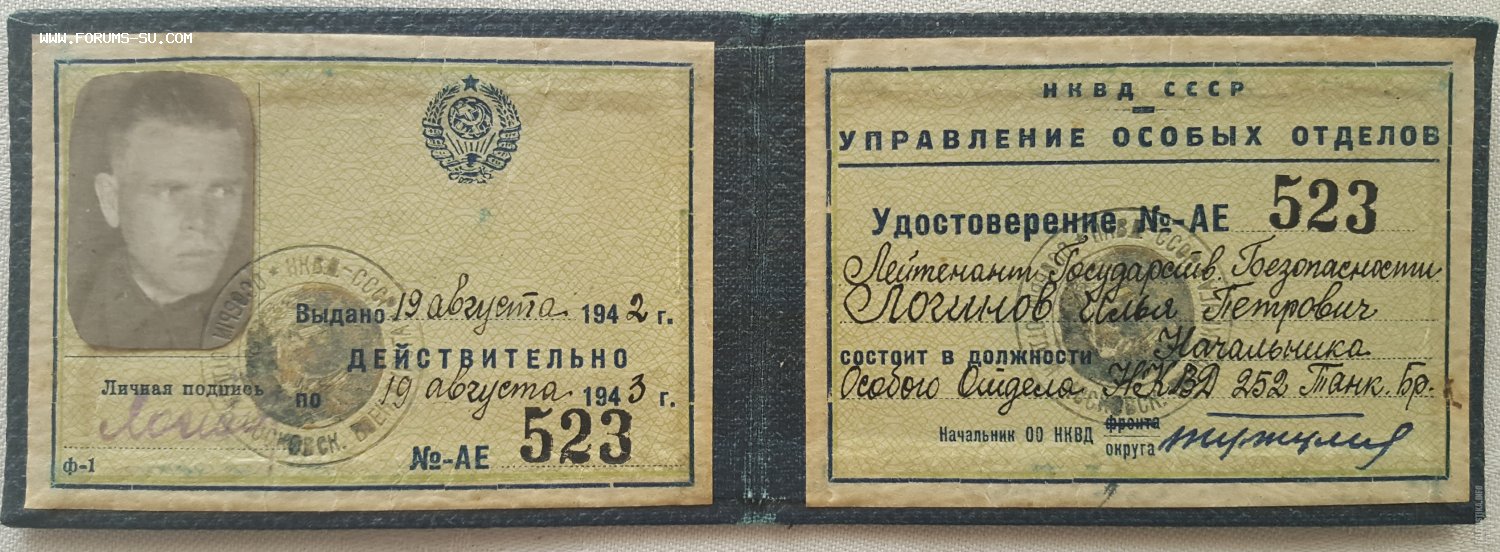 WWW.FORUMS-SU.COM
Выдано 19 августа 1942 г.
ДЕЙСТВИТЕЛЬНО
Личная подпись
по 19 августа 1943 г.
№-АЕ 523
ф-1
НКВД СССР
УПРАВЛЕНИЕ ОСОБЫХ ОТДЕЛОВ
Удостоверение №-АЕ 523
Лейтенант Государств. Безопасности
Логинов Илья Петрович
состоит в должности Начальника
Особого Отдела НКВД 252 Танк. Бр.
Начальник ОО НКВД фронта
округа